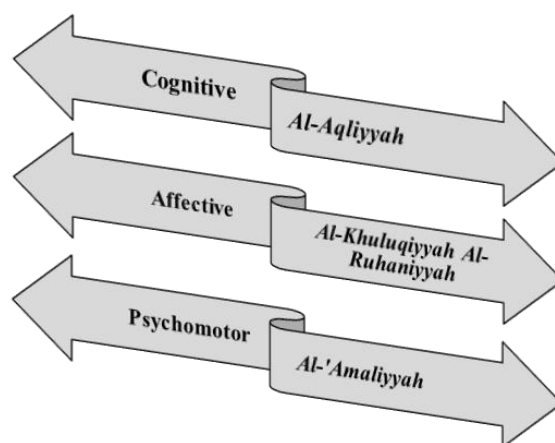 Cognitive
Al-Aqliyyah
Affective
Al-Khuluqiyyah Al-
Ruhaniyyah
Psychomotor
Al-'Amaliyyah